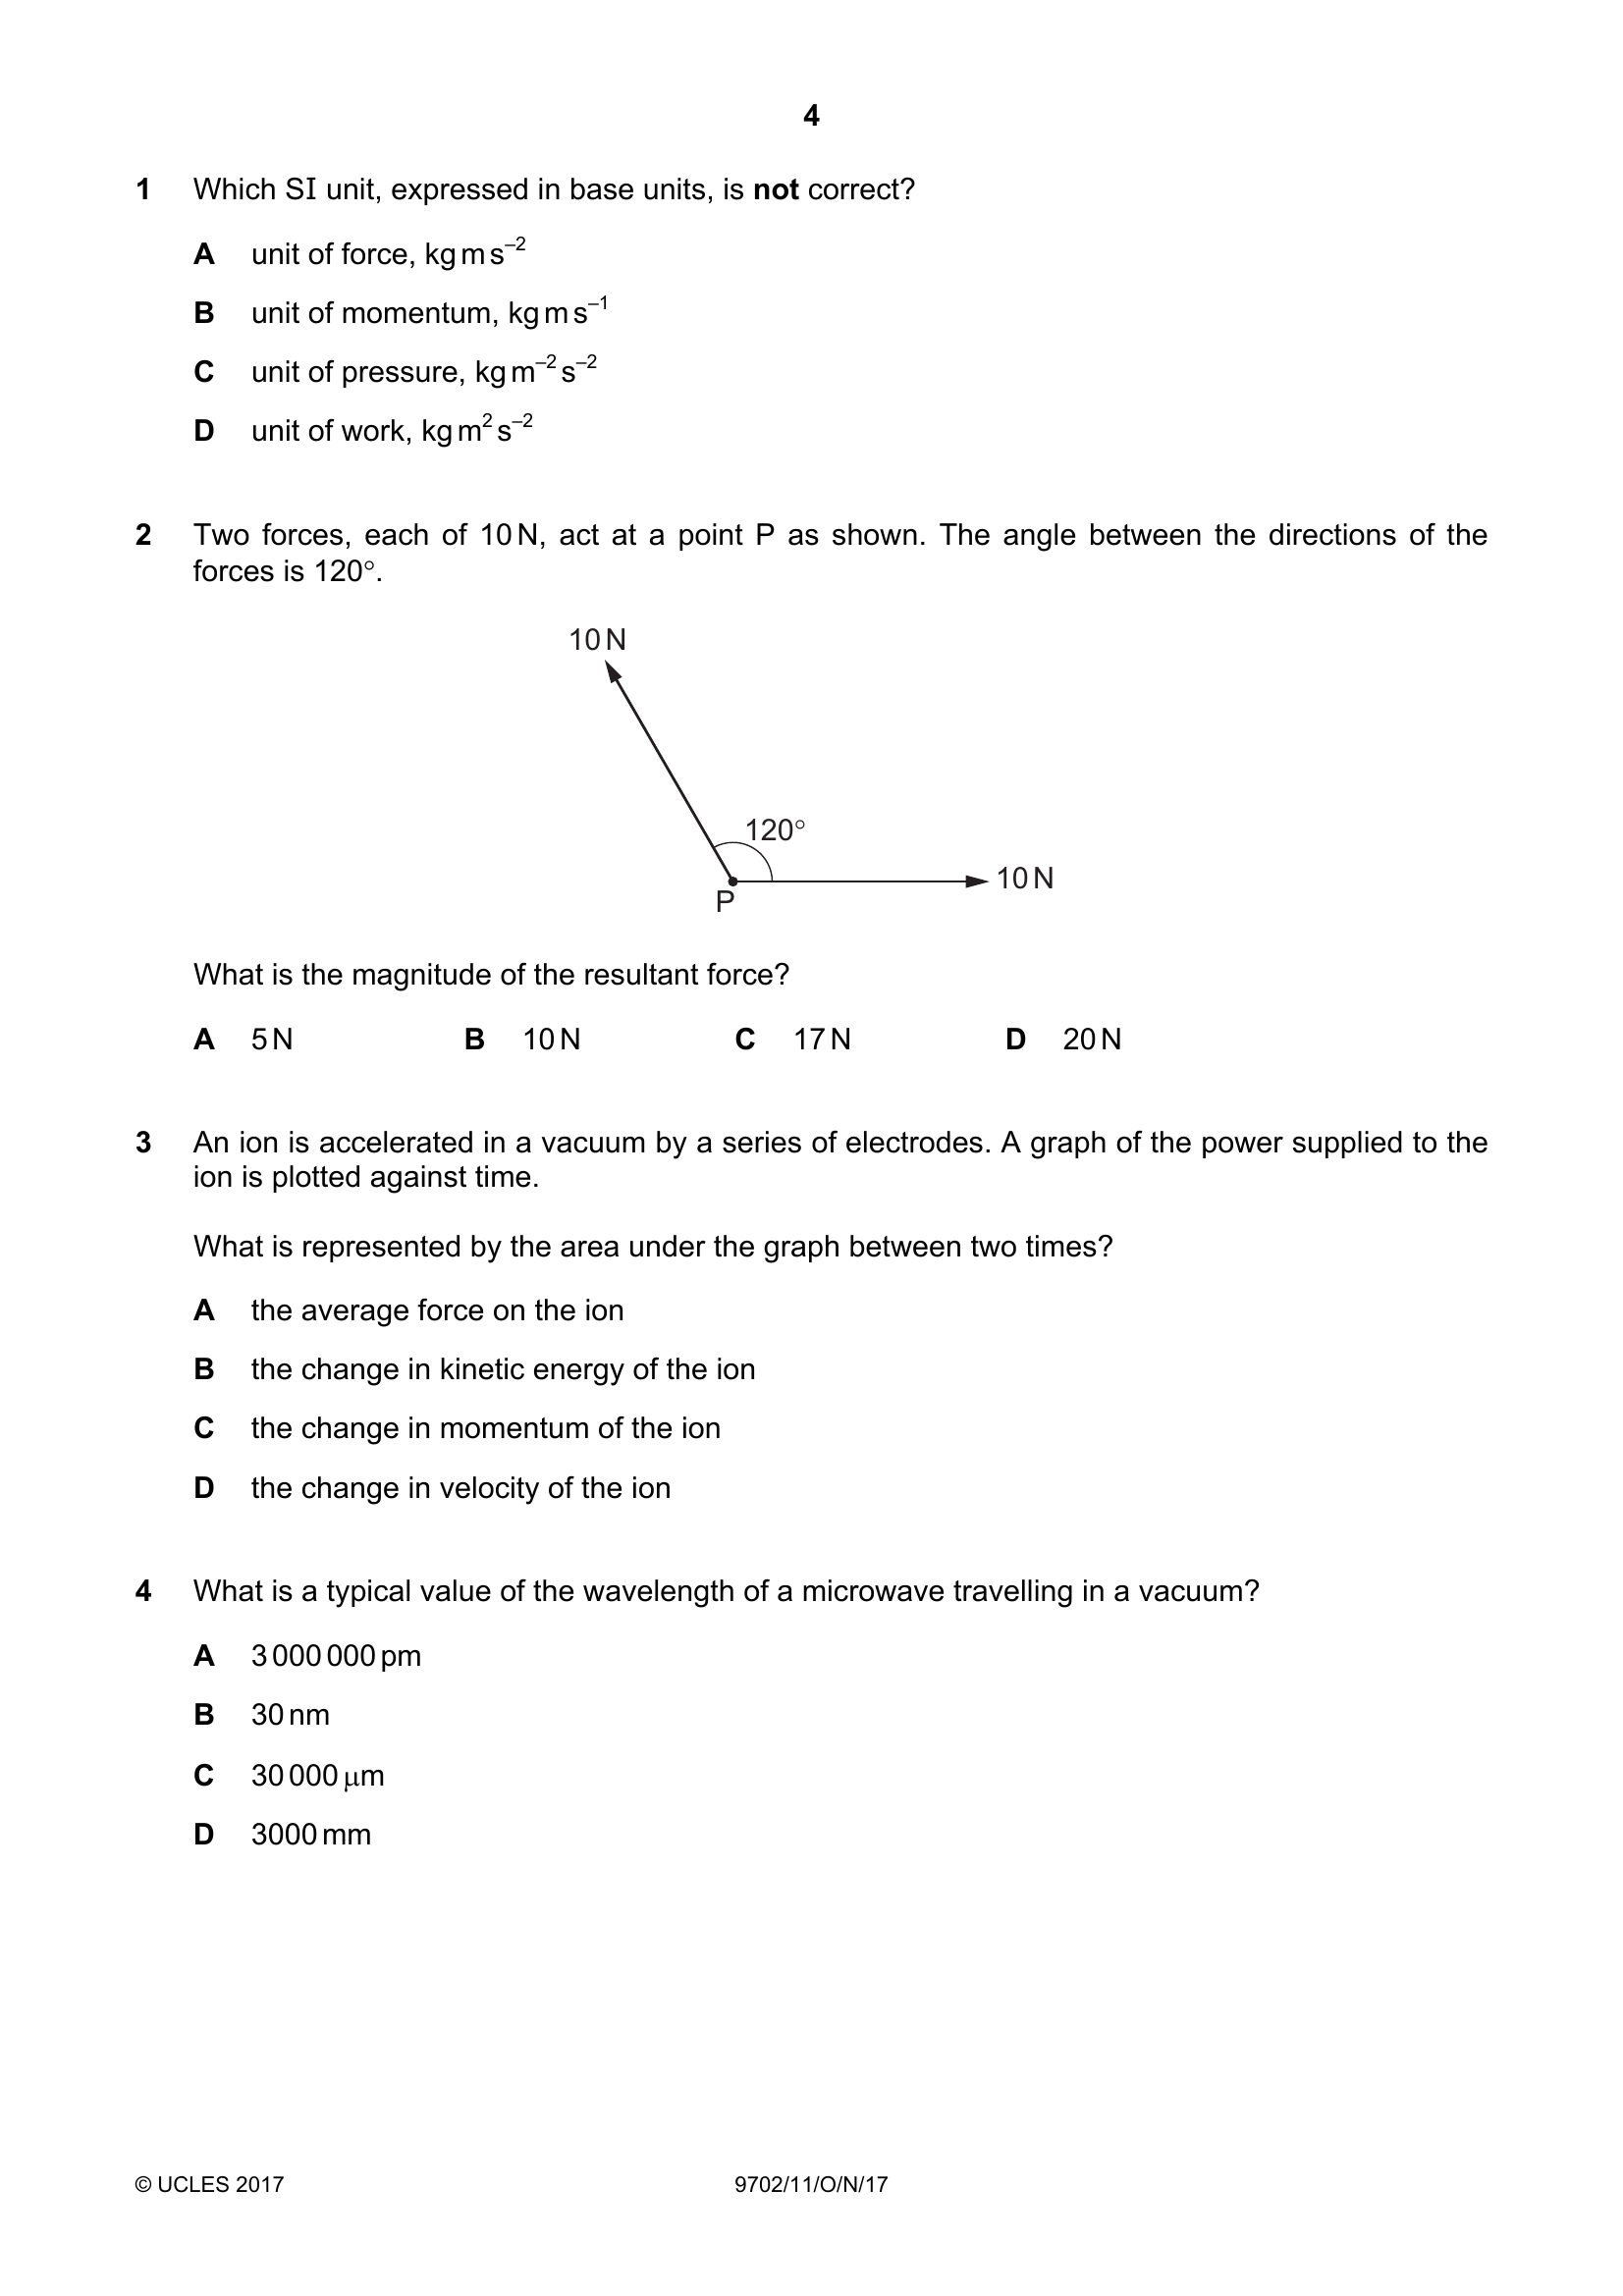 4
1 Which SI unit, expressed in base units, is not correct?
A unit of force, kg m s⁻²
B unit of momentum, kg m s⁻¹
C unit of pressure, kg m⁻² s⁻²
D unit of work, kg m² s⁻²
2 Two forces, each of 10 N, act at a point P as shown. The angle between the directions of the
forces is 120°.
10 N
120°
10 N
P
What is the magnitude of the resultant force?
A 5 N B 10 N C 17 N D 20 N
3 An ion is accelerated in a vacuum by a series of electrodes. A graph of the power supplied to the
ion is plotted against time.
What is represented by the area under the graph between two times?
A the average force on the ion
B the change in kinetic energy of the ion
C the change in momentum of the ion
D the change in velocity of the ion
4 What is a typical value of the wavelength of a microwave travelling in a vacuum?
A 3 000 000 pm
B 30 nm
C 30 000 μm
D 3000 mm
© UCLES 2017 9702/11/O/N/17